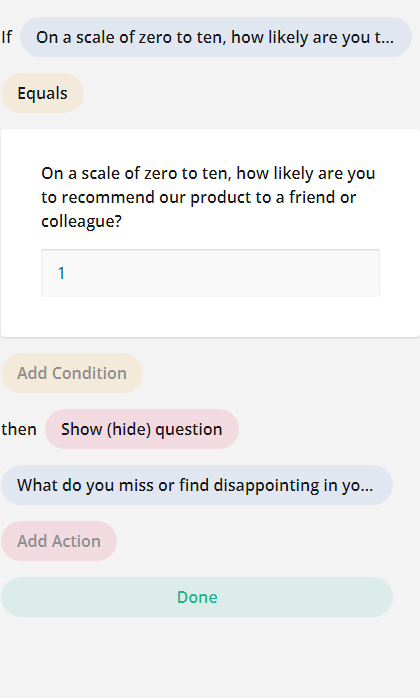 If On a scale of zero to ten, how likely are you t...
Equals
On a scale of zero to ten, how likely are you
to recommend our product to a friend or
colleague?
1
Add Condition
then Show (hide) question
What do you miss or find disappointing in yo...
Add Action
Done